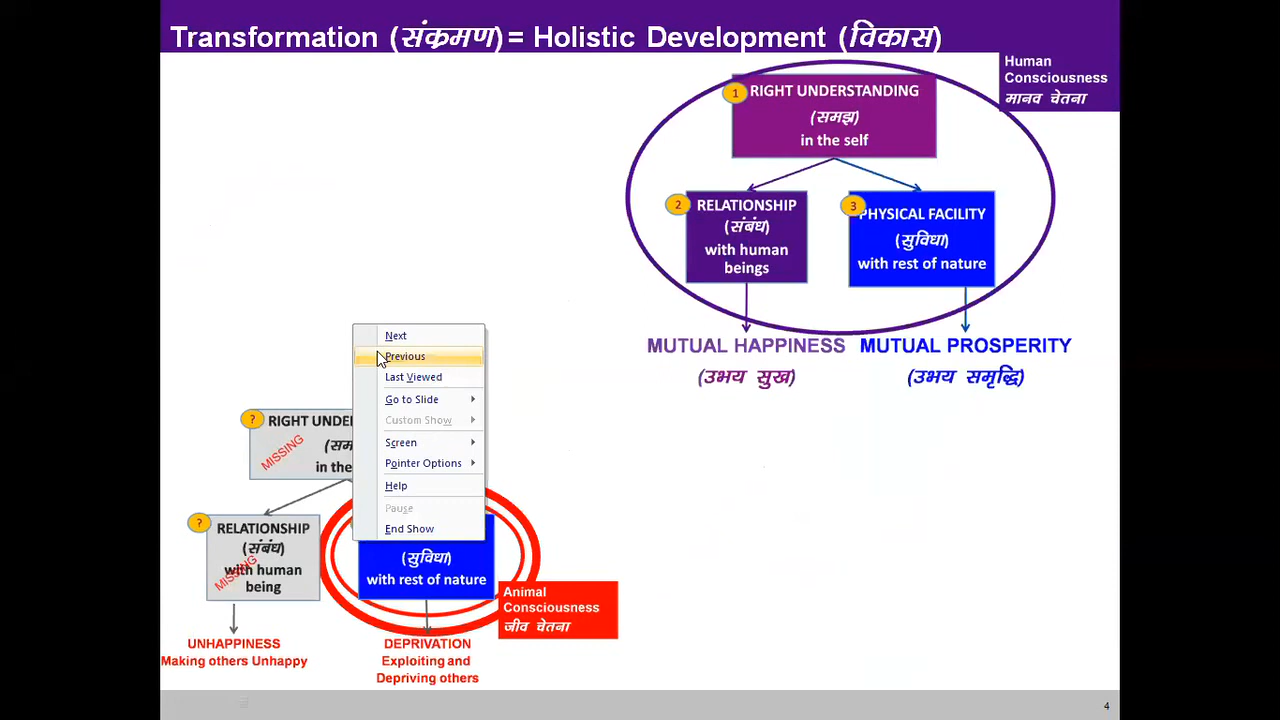 Transformation (संक्रमण) = Holistic Development (विकास)
Human
Consciousness
मानव चेतना
1
RIGHT UNDERSTANDING
(समझ)
in the self
2
RELATIONSHIP
(संबंध)
with human
beings
3
PHYSICAL FACILITY
(सुविधा)
with rest of nature
MUTUAL HAPPINESS
(उभय सुख)
MUTUAL PROSPERITY
(उभय समृद्धि)
Next
Previous
Last Viewed
Go to Slide
Custom Show
Screen
Pointer Options
Help
Pause
End Show
?
RIGHT UNDE
(सम
in the
MISSING
?
RELATIONSHIP
(संबंध)
with human
being
MISSING
(सुविधा)
with rest of nature
Animal
Consciousness
जीव चेतना
UNHAPPINESS
Making others Unhappy
DEPRIVATION
Exploiting and
Depriving others
4